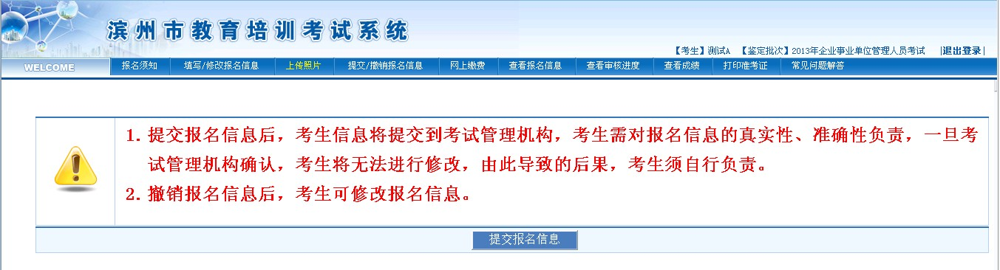 滨州市教育培训考试系统
【考生】测试A 【鉴定批次】2013年企业事业单位管理人员考试 |退出登录|
WELCOME 报名须知 填写/修改报名信息 上传照片 提交/撤销报名信息 网上缴费 查看报名信息 查看审核进度 查看成绩 打印准考证 常见问题解答
1. 提交报名信息后，考生信息将提交到考试管理机构，考生需对报名信息的真实性、准确性负责，一旦考
试管理机构确认，考生将无法进行修改，由此导致的后果，考生须自行负责。
2. 撤销报名信息后，考生可修改报名信息。
提交报名信息